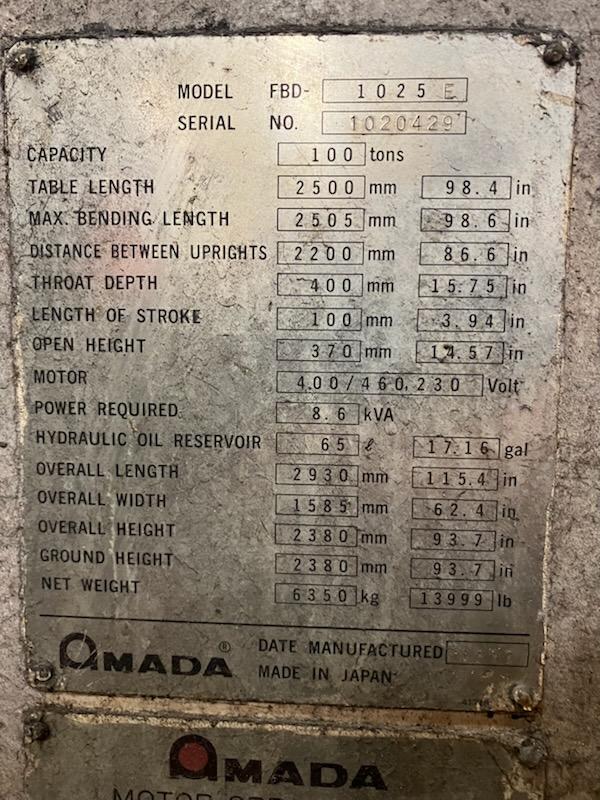 MODEL FBD- 1025 E
SERIAL NO. 1020429
CAPACITY 100 tons
TABLE LENGTH 2500 mm 98.4 in
MAX. BENDING LENGTH 2505 mm 98.6 in
DISTANCE BETWEEN UPRIGHTS 2200 mm 86.6 in
THROAT DEPTH 400 mm 15.75 in
LENGTH OF STROKE 100 mm 3.94 in
OPEN HEIGHT 370 mm 14.57 in
MOTOR 400/460,230 Volt
POWER REQUIRED 8.6 kVA
HYDRAULIC OIL RESERVOIR 65 ℓ 17.16 gal
OVERALL LENGTH 2930 mm 115.4 in
OVERALL WIDTH 1585 mm 62.4 in
OVERALL HEIGHT 2380 mm 93.7 in
GROUND HEIGHT 2380 mm 93.7 in
NET WEIGHT 6350 kg 13999 lb
AMADA® DATE MANUFACTURED
MADE IN JAPAN
AMADA
MOTOR